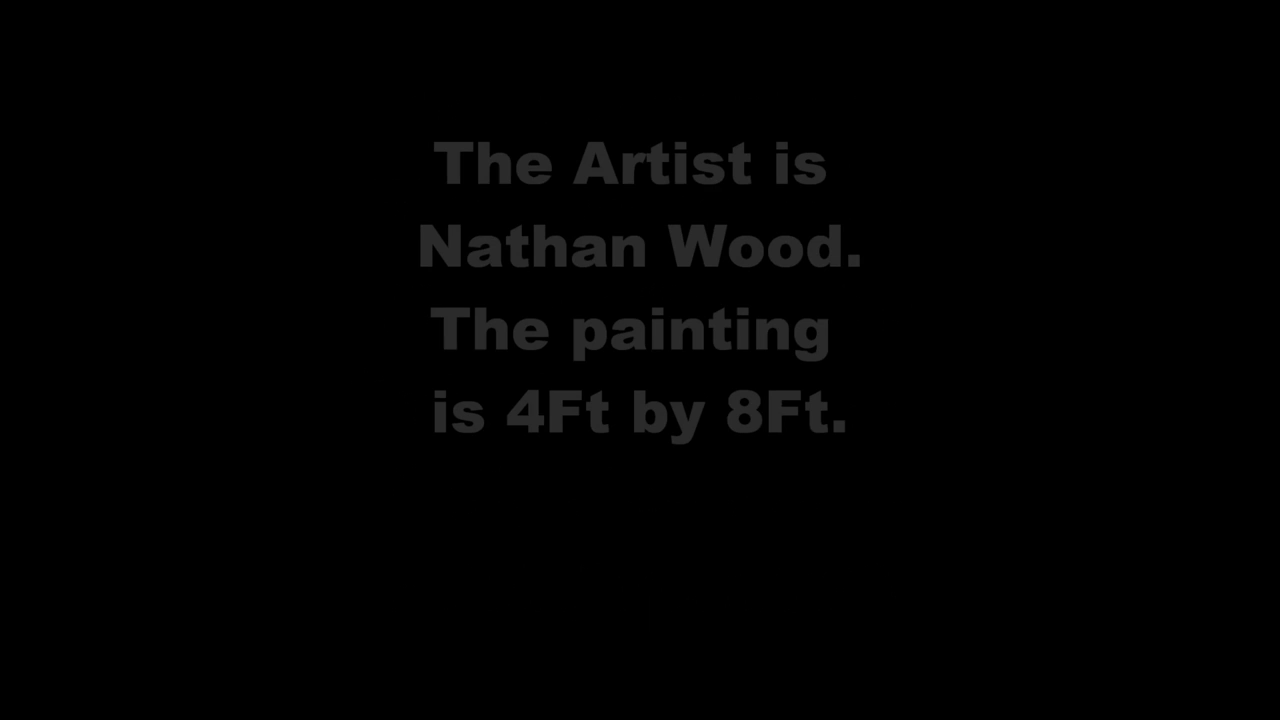 The Artist is
Nathan Wood.
The painting
is 4Ft by 8Ft.